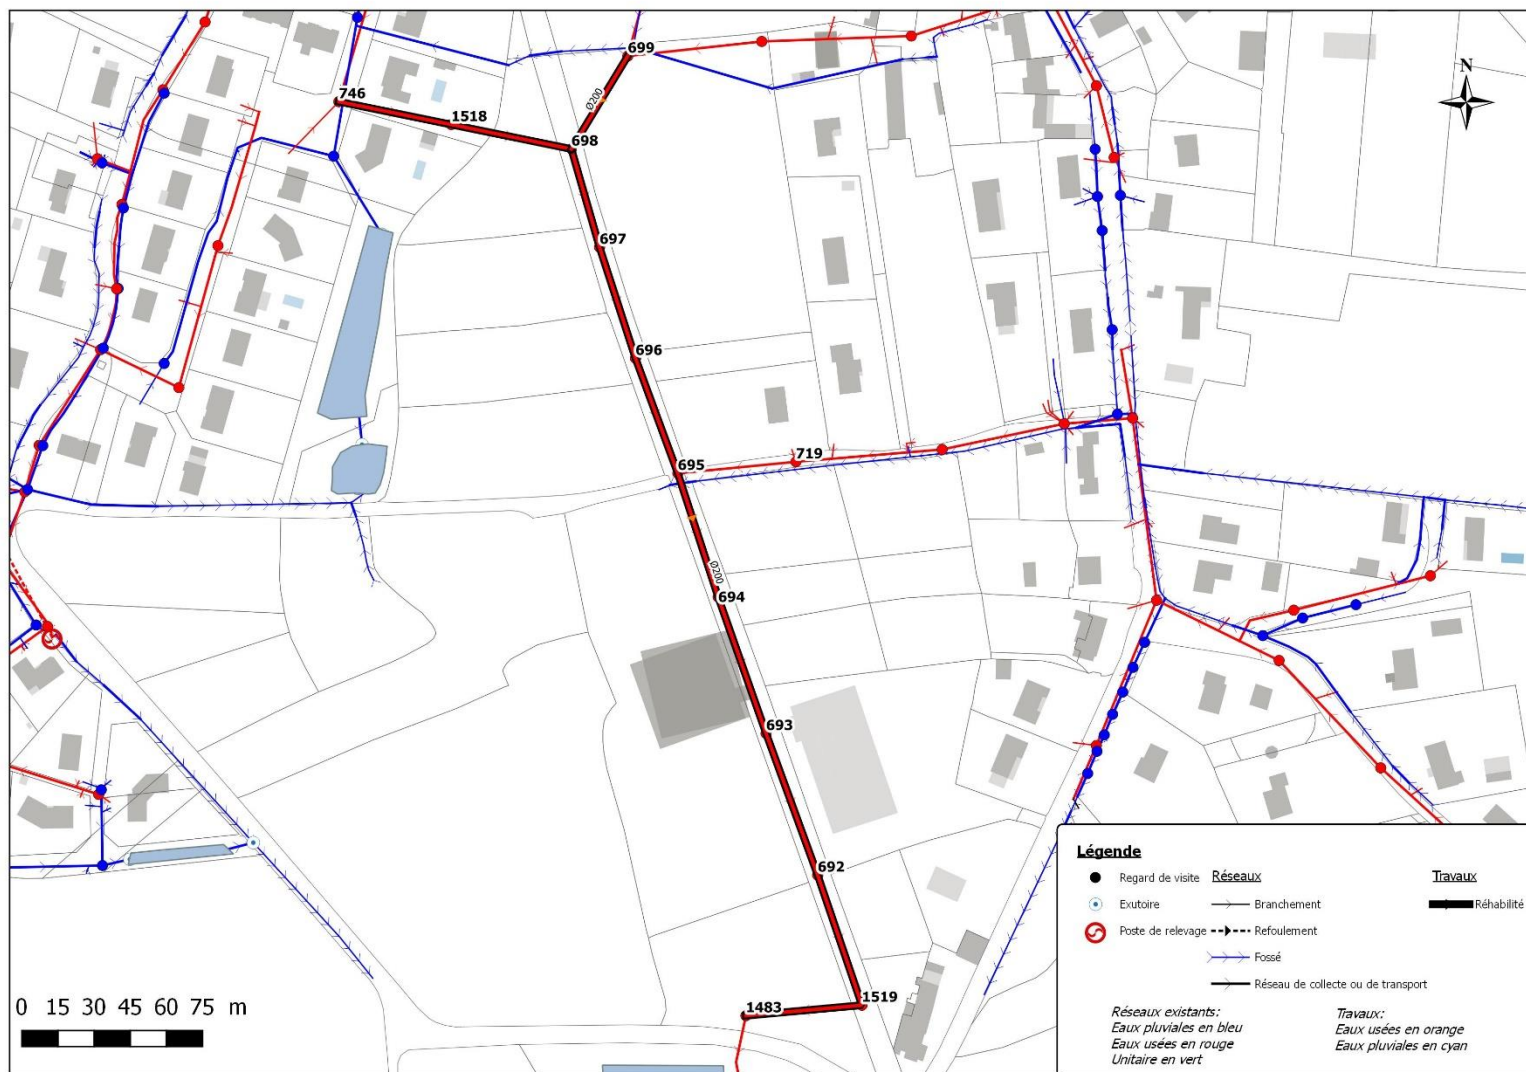 699
N
746
Ø200
1518
698
697
696
695
719
Ø200
694
693
692
1519
1483
0 15 30 45 60 75 m
Légende
Regard de visite
Exutoire
Poste de relevage
Réseaux
Branchement
Refoulement
Fossé
Réseau de collecte ou de transport
Travaux
Réhabilité
Réseaux existants:
Eaux pluviales en bleu
Eaux usées en rouge
Unitaire en vert
Travaux:
Eaux usées en orange
Eaux pluviales en cyan